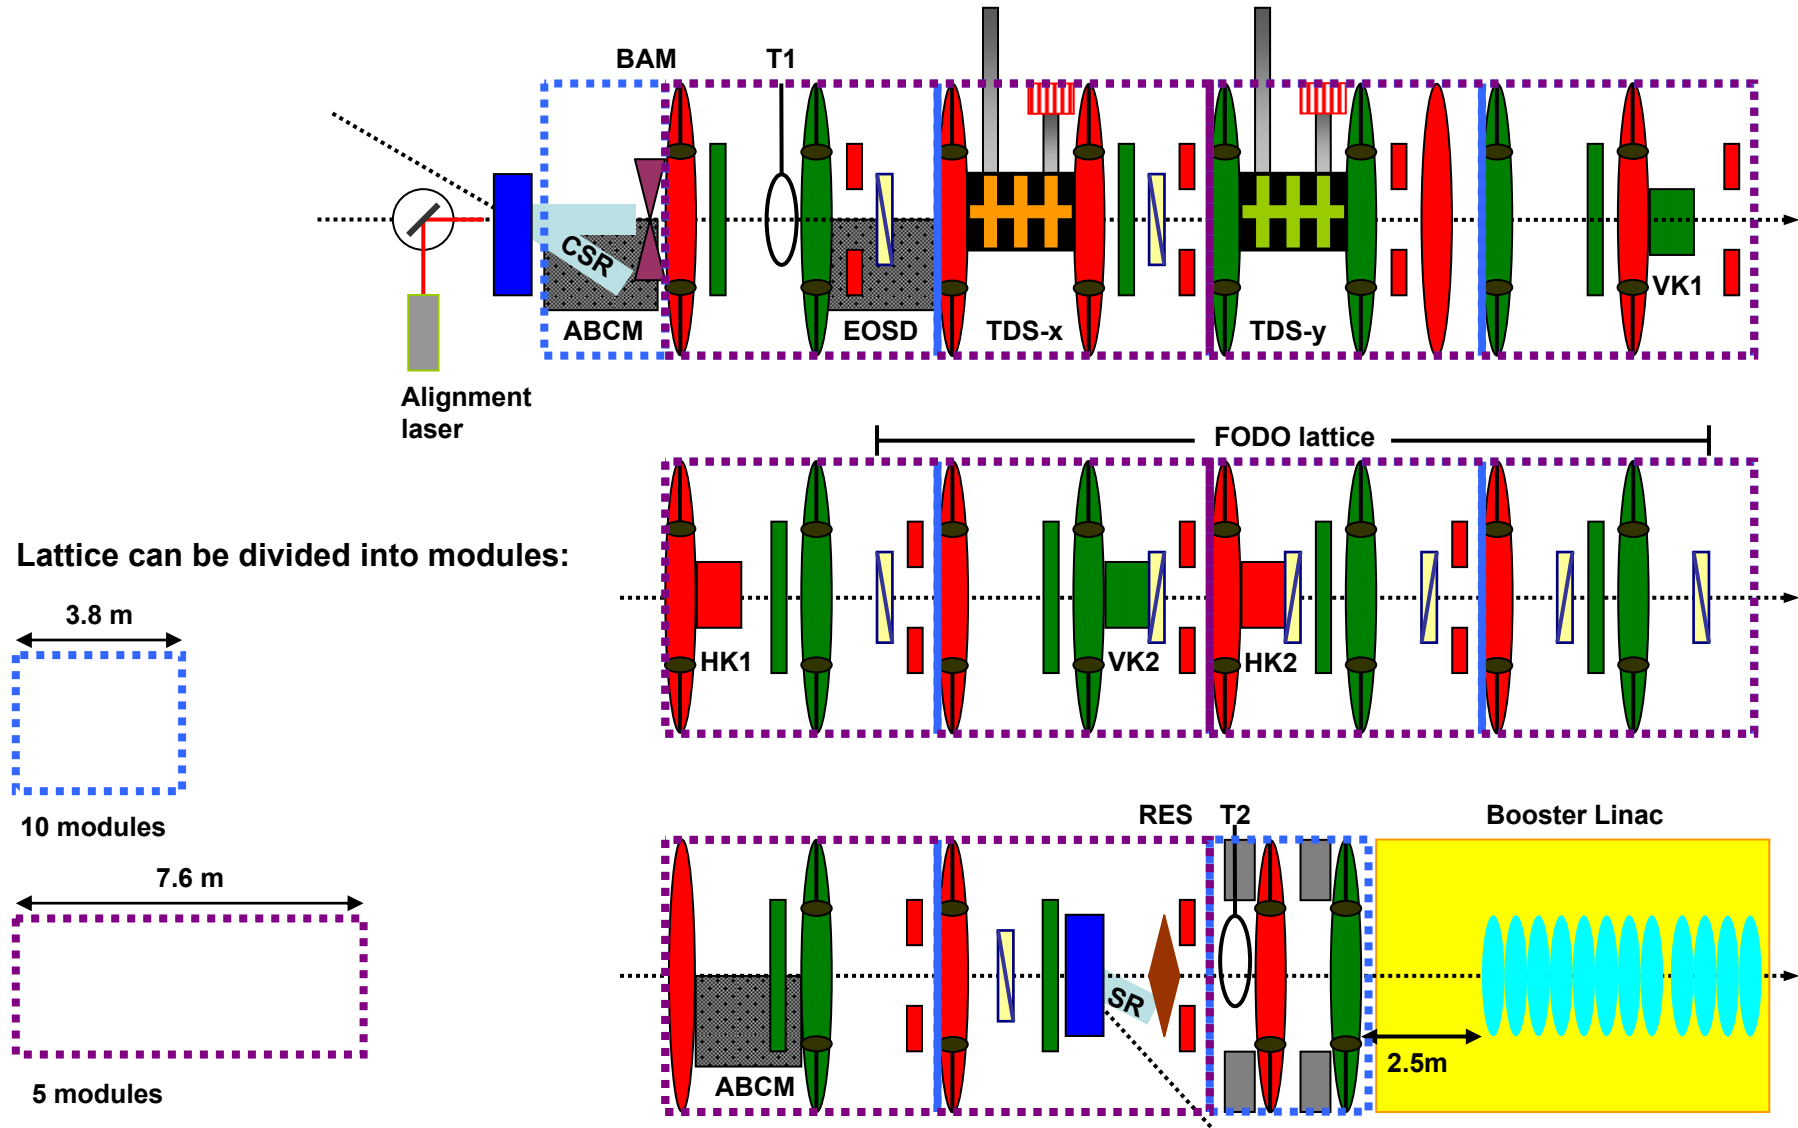 BAM T1
CSR
ABCM EOSD TDS-x TDS-y VK1
Alignment
laser
FODO lattice
Lattice can be divided into modules:
3.8 m
HK1 VK2 HK2
10 modules
RES T2 Booster Linac
7.6 m
SR
2.5m
ABCM
5 modules